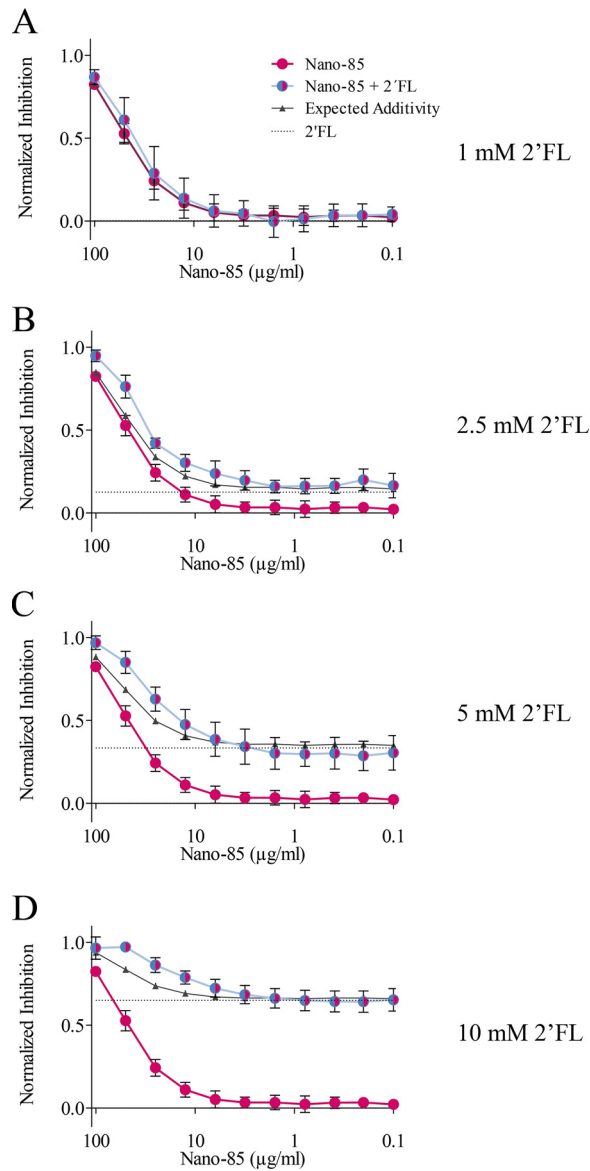 A
1.0
0.5
0.0
Normalized Inhibition
Nano-85
Nano-85 + 2´FL
Expected Additivity
2'FL
1 mM 2’FL
100
10
1
0.1
Nano-85 (µg/ml)
B
1.0
0.5
0.0
Normalized Inhibition
2.5 mM 2’FL
100
10
1
0.1
Nano-85 (µg/ml)
C
1.0
0.5
0.0
Normalized Inhibition
5 mM 2’FL
100
10
1
0.1
Nano-85 (µg/ml)
D
1.0
0.5
0.0
Normalized Inhibition
10 mM 2’FL
100
10
1
0.1
Nano-85 (µg/ml)